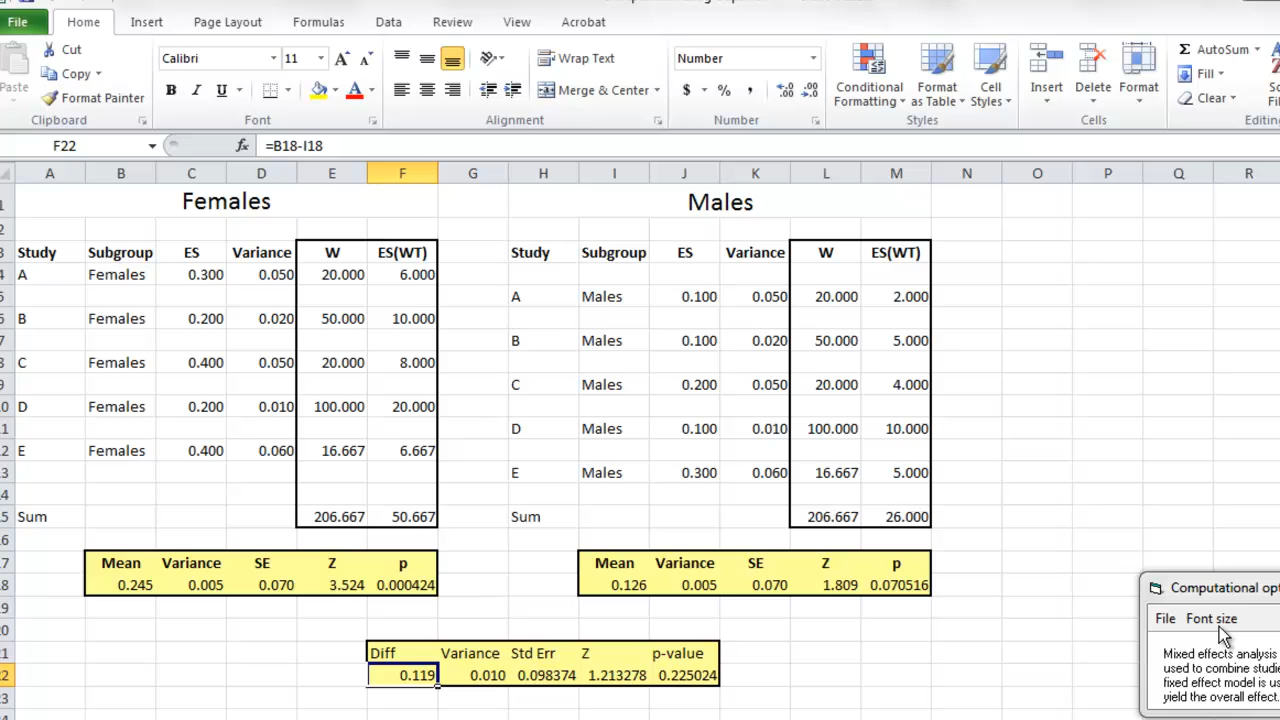 File Home Insert Page Layout Formulas Data Review View Acrobat
Cut Calibri 11 A A Wrap Text Number AutoSum
Paste Copy Conditional Format Cell Insert Delete Format Fill
Format Painter B I U A Merge & Center $ % , Formatting as Table Styles Clear
Clipboard Font Alignment Number Styles Cells
F22 fx =B18-I18
A B C D E F G H I J K L M N O P Q R
Females Males
Study Subgroup ES Variance W ES(WT) Study Subgroup ES Variance W ES(WT)
A Females 0.300 0.050 20.000 6.000
A Males 0.100 0.050 20.000 2.000
B Females 0.200 0.020 50.000 10.000
B Males 0.100 0.020 50.000 5.000
C Females 0.400 0.050 20.000 8.000
C Males 0.200 0.050 20.000 4.000
D Females 0.200 0.010 100.000 20.000
D Males 0.100 0.010 100.000 10.000
E Females 0.400 0.060 16.667 6.667
E Males 0.300 0.060 16.667 5.000
Sum 206.667 50.667 Sum 206.667 26.000
Mean Variance SE Z p Mean Variance SE Z p
0.245 0.005 0.070 3.524 0.000424 0.126 0.005 0.070 1.809 0.070516
Diff Variance Std Err Z p-value
0.119 0.010 0.098374 1.213278 0.225024
Computational
File Font size
Mixed effects analysis
used to combine
fixed effect model is
yield the overall effect.